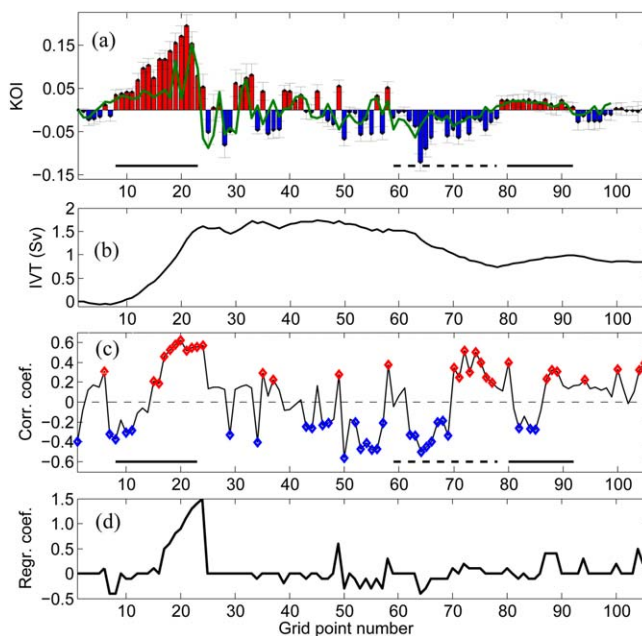 (a)
KOI
0.15
0.05
−0.05
−0.15
10 20 30 40 50 60 70 80 90 100
(b)
IVT (Sv)
2
1.5
1
0.5
0
10 20 30 40 50 60 70 80 90 100
(c)
Corr. coef.
0.6
0.4
0.2
0
−0.2
−0.4
−0.6
10 20 30 40 50 60 70 80 90 100
(d)
Regr. coef.
1.5
1.0
0.5
0
−0.5
10 20 30 40 50 60 70 80 90 100
Grid point number